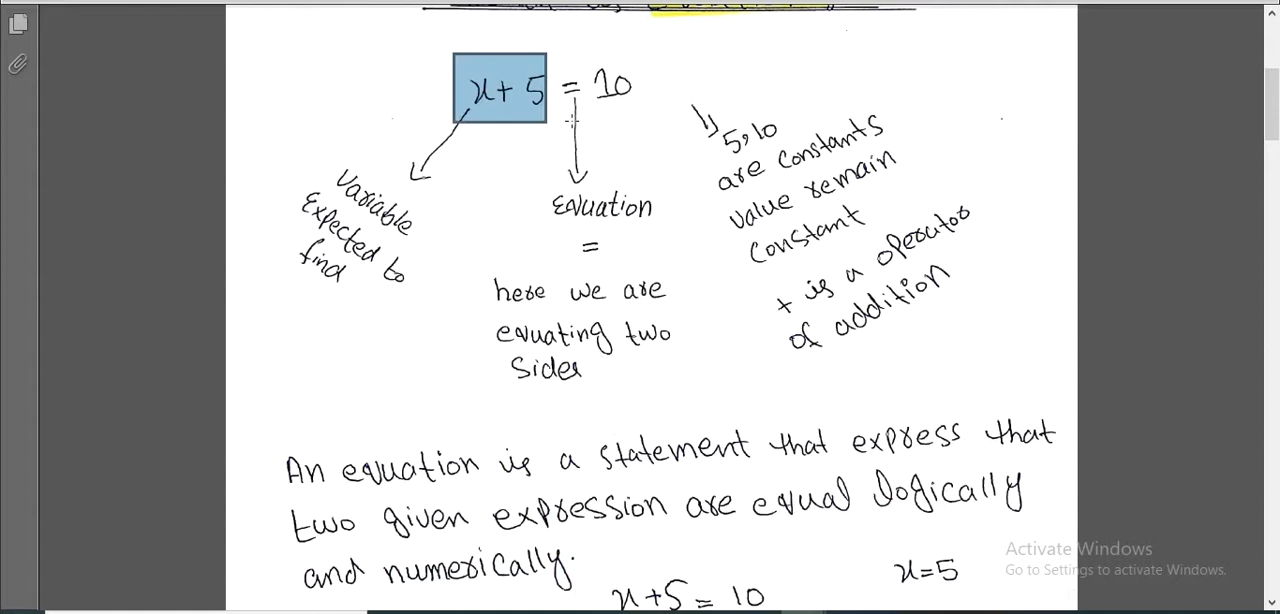 x+ 5 = 10
Variable
Expected to
find
Equation
=
here we are
equating two
sides
5, 10
are constants
value remain
constant
+ is a operator
of addition
An equation is a statement that express that
two given expression are equal logically
and numerically.
x=5
x+5 = 10
Activate Windows
Go to Settings to activate Windows.